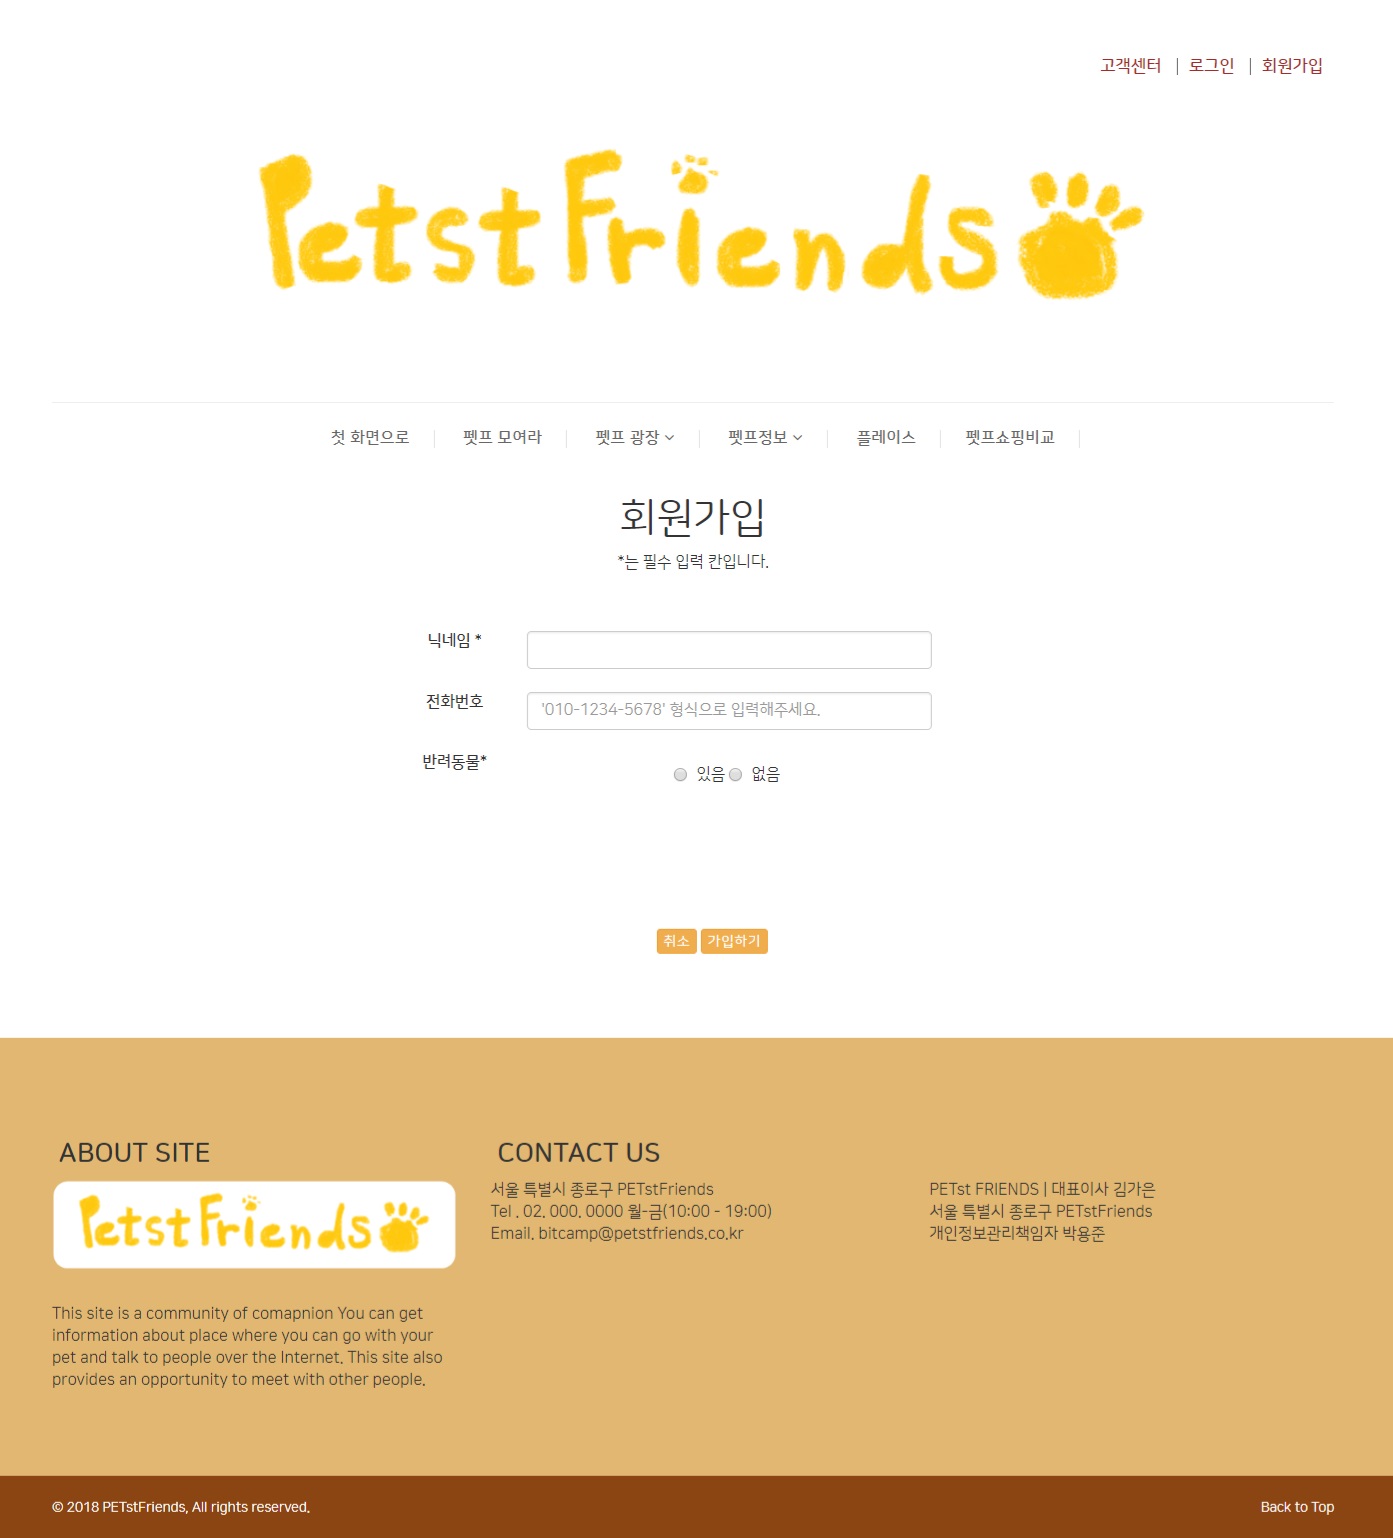 고객센터 | 로그인 | 회원가입
PetstFriends
첫 화면으로 펫프 모여라 펫프 광장 펫프정보 플레이스 펫프쇼핑비교
회원가입
*는 필수 입력 칸입니다.
닉네임 *
전화번호 '010-1234-5678' 형식으로 입력해주세요.
반려동물* 있음 없음
취소 가입하기
ABOUT SITE
PetstFriends
This site is a community of comapnion You can get
information about place where you can go with your
pet and talk to people over the Internet. This site also
provides an opportunity to meet with other people.
CONTACT US
서울 특별시 종로구 PETstFriends
Tel . 02. 000. 0000 월-금(10:00 - 19:00)
Email. bitcamp@petstfriends.co.kr
PETst FRIENDS | 대표이사 김가은
서울 특별시 종로구 PETstFriends
개인정보관리책임자 박용준
© 2018 PETstFriends, All rights reserved.
Back to Top